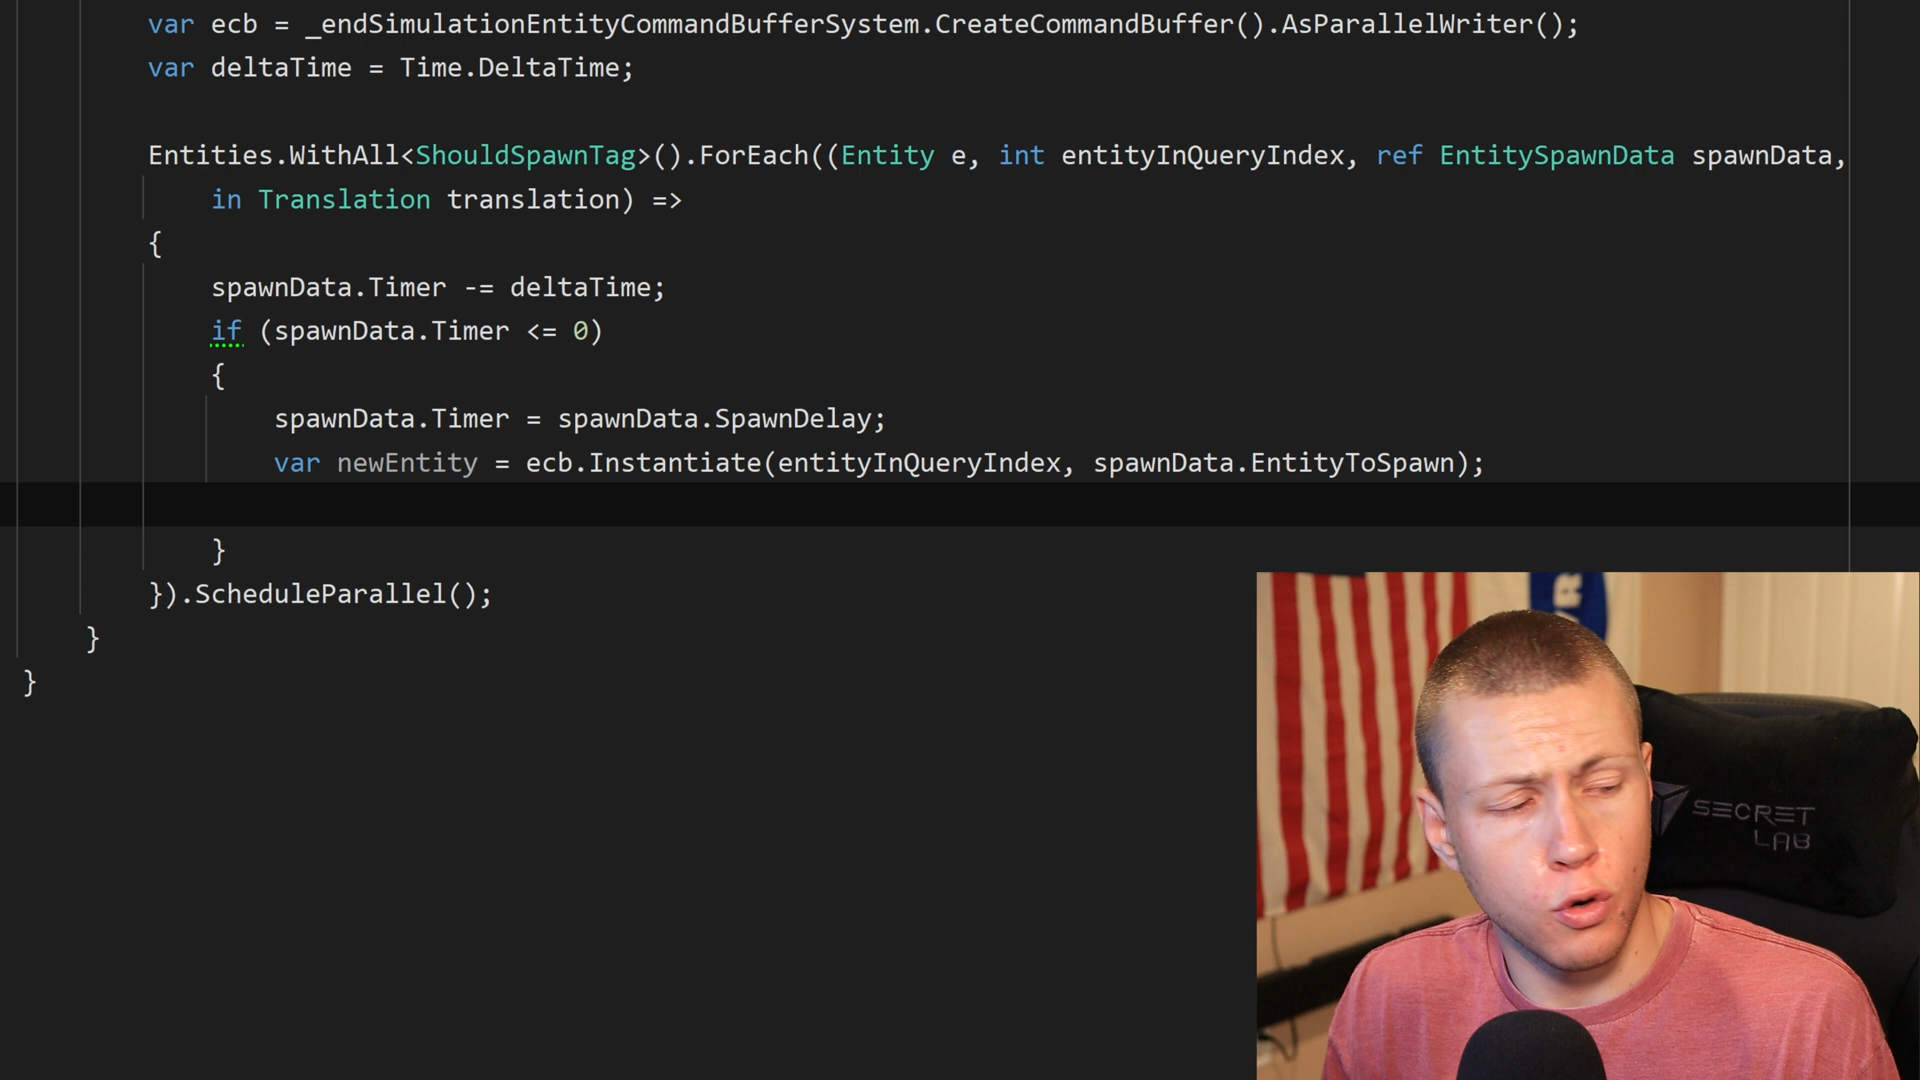 var ecb = _endSimulationEntityCommandBufferSystem.CreateCommandBuffer().AsParallelWriter();
var deltaTime = Time.DeltaTime;
Entities.WithAll<ShouldSpawnTag>().ForEach((Entity e, int entityInQueryIndex, ref EntitySpawnData spawnData,
in Translation translation) =>
{
spawnData.Timer -= deltaTime;
if (spawnData.Timer <= 0)
{
spawnData.Timer = spawnData.SpawnDelay;
var newEntity = ecb.Instantiate(entityInQueryIndex, spawnData.EntityToSpawn);
}
}).ScheduleParallel();
}
}
SECRET
LAB